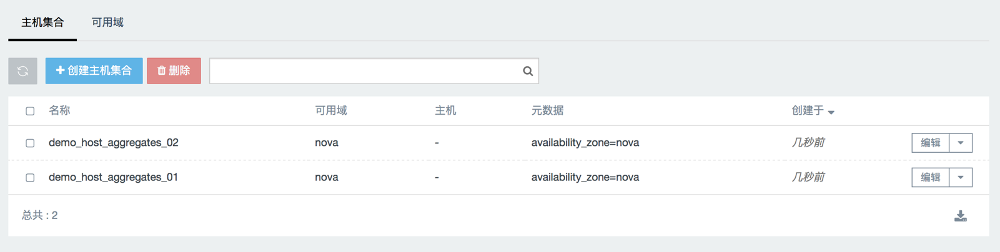 主机集合 可用域
创建主机集合 删除
名称 可用域 主机 元数据 创建于
demo_host_aggregates_02 nova - availability_zone=nova 几秒前 编辑
demo_host_aggregates_01 nova - availability_zone=nova 几秒前 编辑
总共 : 2